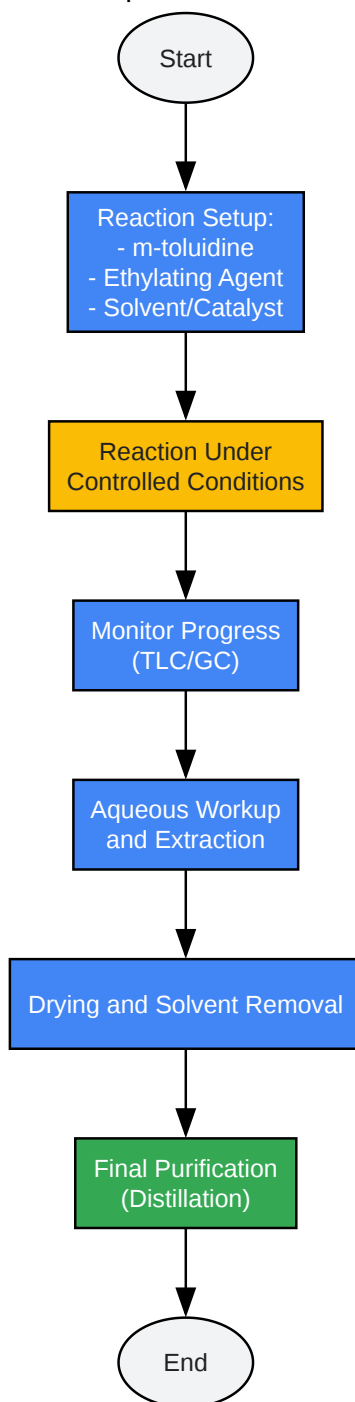 Start
Reaction Setup:
- m-toluidine
- Ethylating Agent
- Solvent/Catalyst
Reaction Under
Controlled Conditions
Monitor Progress
(TLC/GC)
Aqueous Workup
and Extraction
Drying and Solvent Removal
Final Purification
(Distillation)
End